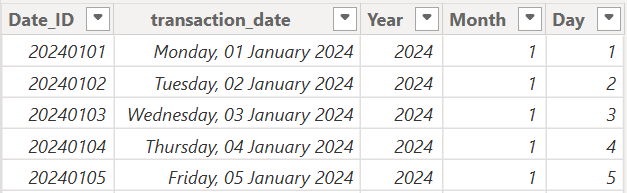 Date_ID transaction_date Year Month Day
20240101 Monday, 01 January 2024 2024 1 1
20240102 Tuesday, 02 January 2024 2024 1 2
20240103 Wednesday, 03 January 2024 2024 1 3
20240104 Thursday, 04 January 2024 2024 1 4
20240105 Friday, 05 January 2024 2024 1 5